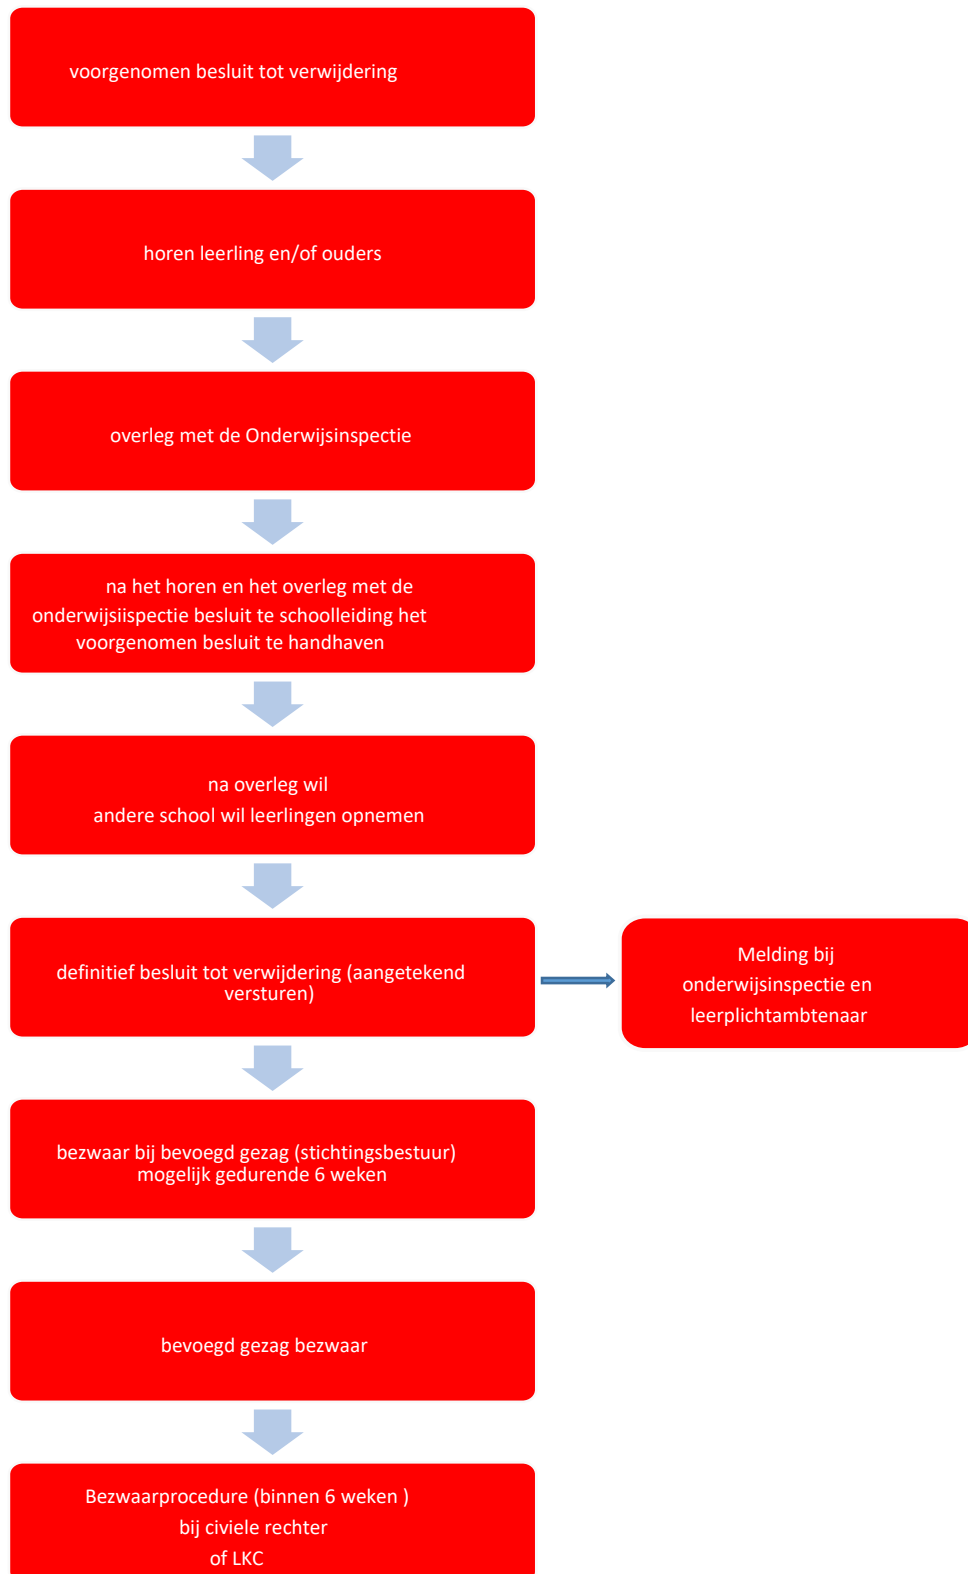 voorgenomen besluit tot verwijdering
horen leerling en/of ouders
overleg met de Onderwijsinspectie
na het horen en het overleg met de
onderwijsiispectie besluit te schoolleiding het
voorgenomen besluit te handhaven
na overleg wil
andere school wil leerlingen opnemen
definitief besluit tot verwijdering (aangetekend
versturen)
Melding bij
onderwijsinspectie en
leerplichtambtenaar
bezwaar bij bevoegd gezag (stichtingsbestuur)
mogelijk gedurende 6 weken
bevoegd gezag bezwaar
Bezwaarprocedure (binnen 6 weken )
bij civiele rechter
of LKC